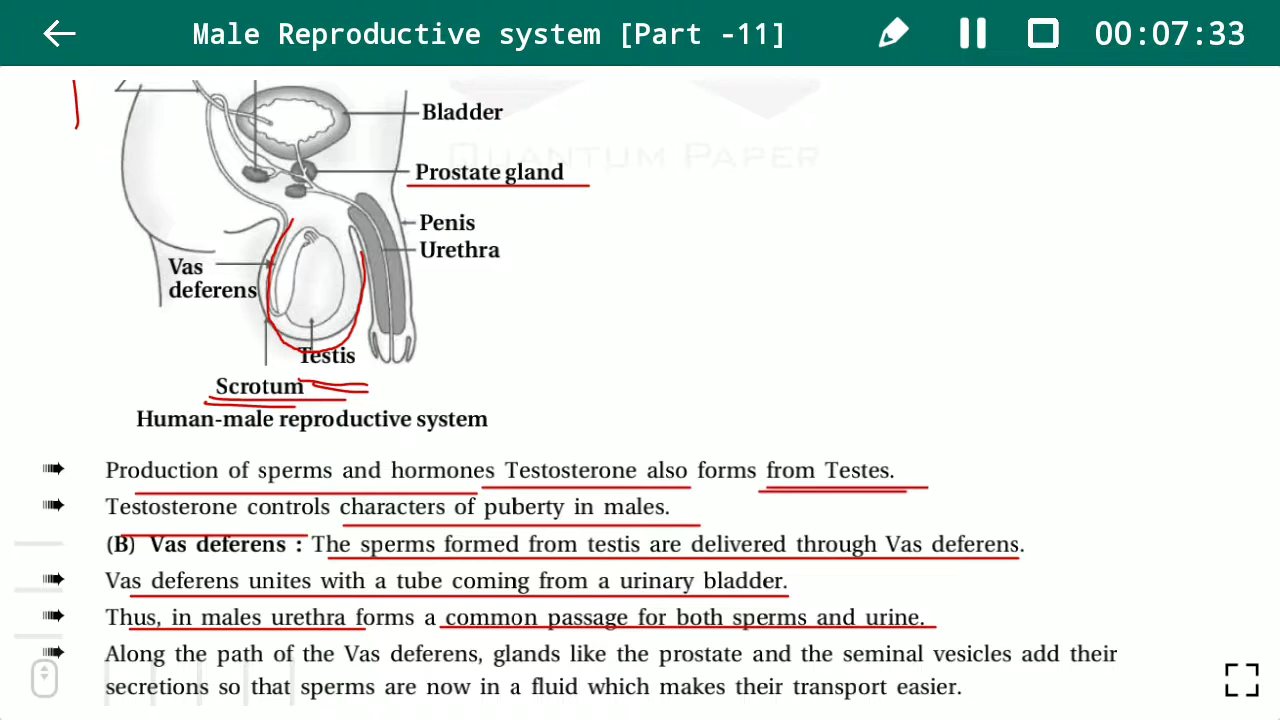 Male Reproductive system [Part -11]
00:07:33
QUANTUM PAPER
Bladder
Prostate gland
Penis
Urethra
Vas
deferens
Testis
Scrotum
Human-male reproductive system
Production of sperms and hormones Testosterone also forms from Testes.
Testosterone controls characters of puberty in males.
(B) Vas deferens : The sperms formed from testis are delivered through Vas deferens.
Vas deferens unites with a tube coming from a urinary bladder.
Thus, in males urethra forms a common passage for both sperms and urine.
Along the path of the Vas deferens, glands like the prostate and the seminal vesicles add their
secretions so that sperms are now in a fluid which makes their transport easier.